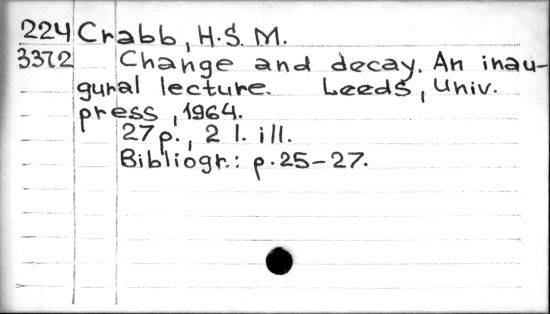 224 Crabb, H.S. M.
3372 Change and decay. An inau-
gural lecture. Leeds, Univ.
press, 1964.
27p., 2 l. ill.
Bibliogr.: p.25-27.